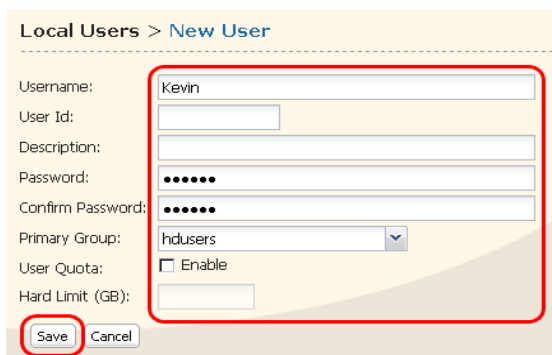 Local Users > New User
Username: Kevin
User Id:
Description:
Password: ••••••
Confirm Password: ••••••
Primary Group: hdusers
User Quota: Enable
Hard Limit (GB):
Save Cancel